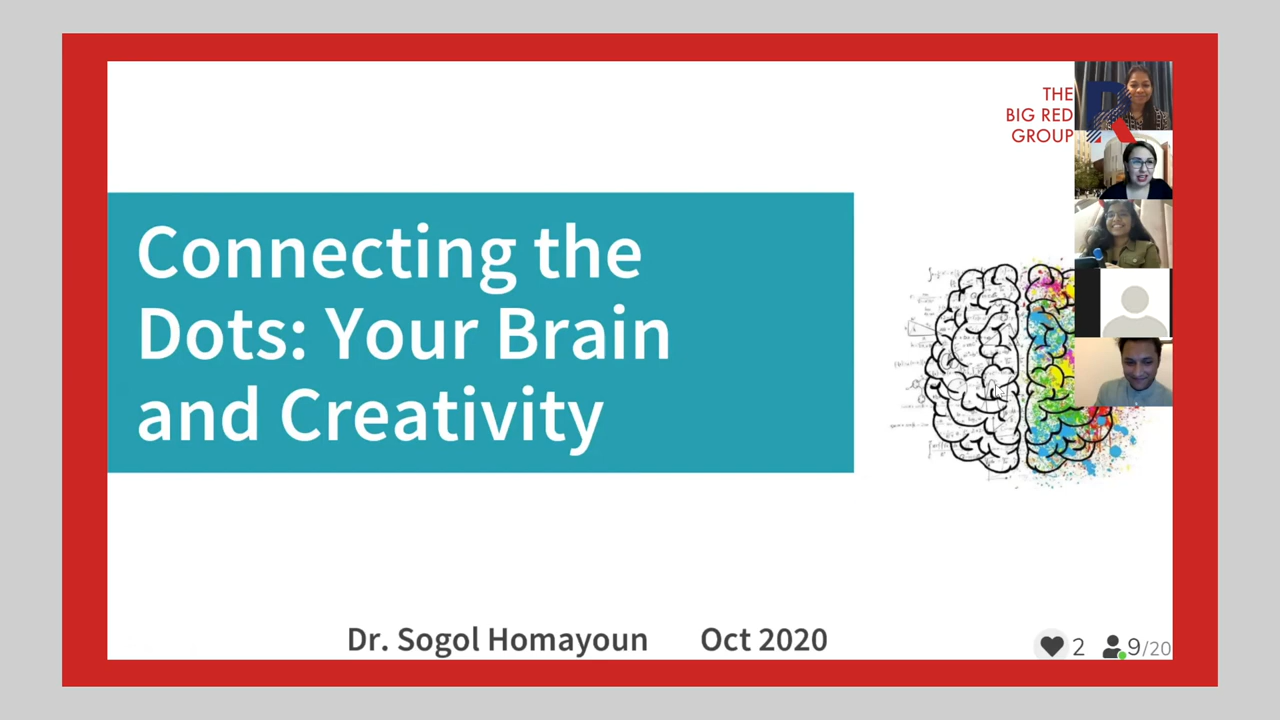 THE
BIG RED
GROUP
Connecting the
Dots: Your Brain
and Creativity
Dr. Sogol Homayoun Oct 2020
2 9/20